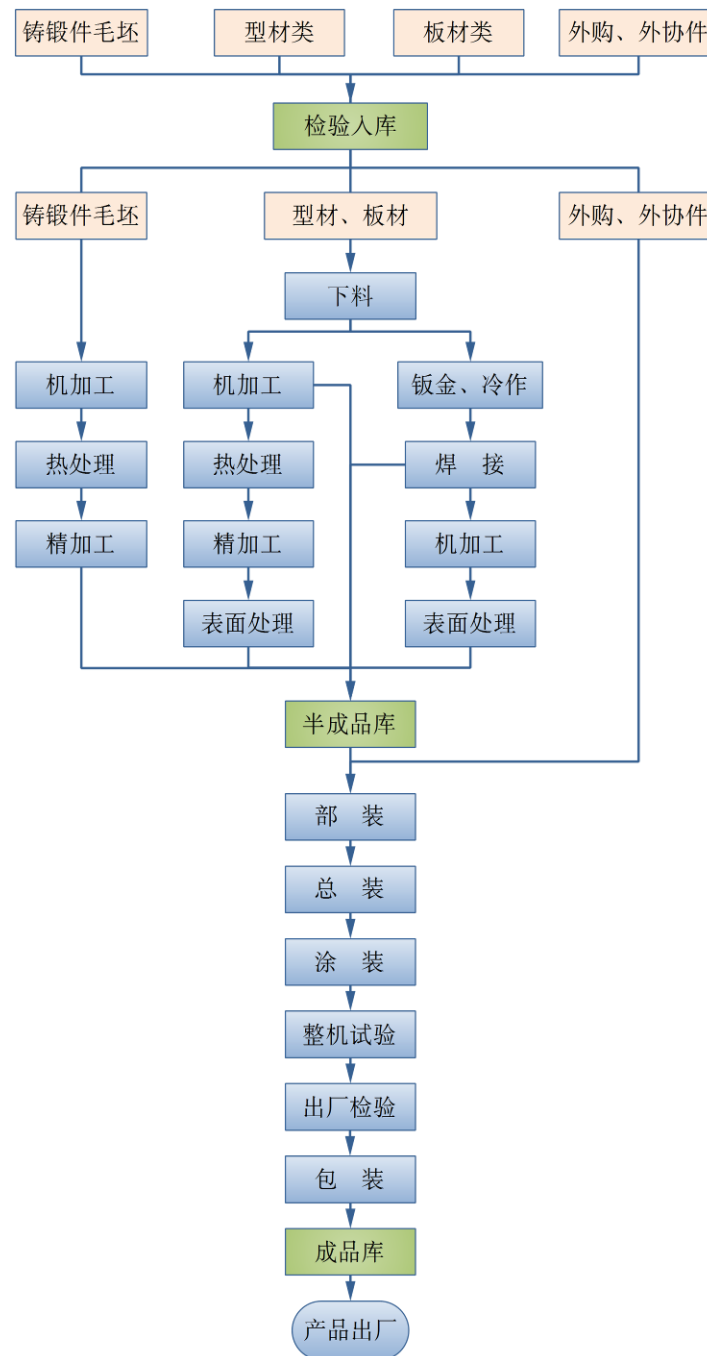 铸锻件毛坯
型材类
板材类
外购、外协件
检验入库
铸锻件毛坯
型材、板材
外购、外协件
下料
机加工
机加工
钣金、冷作
热处理
热处理
焊 接
精加工
精加工
机加工
表面处理
表面处理
半成品库
部 装
总 装
涂 装
整机试验
出厂检验
包 装
成品库
产品出厂